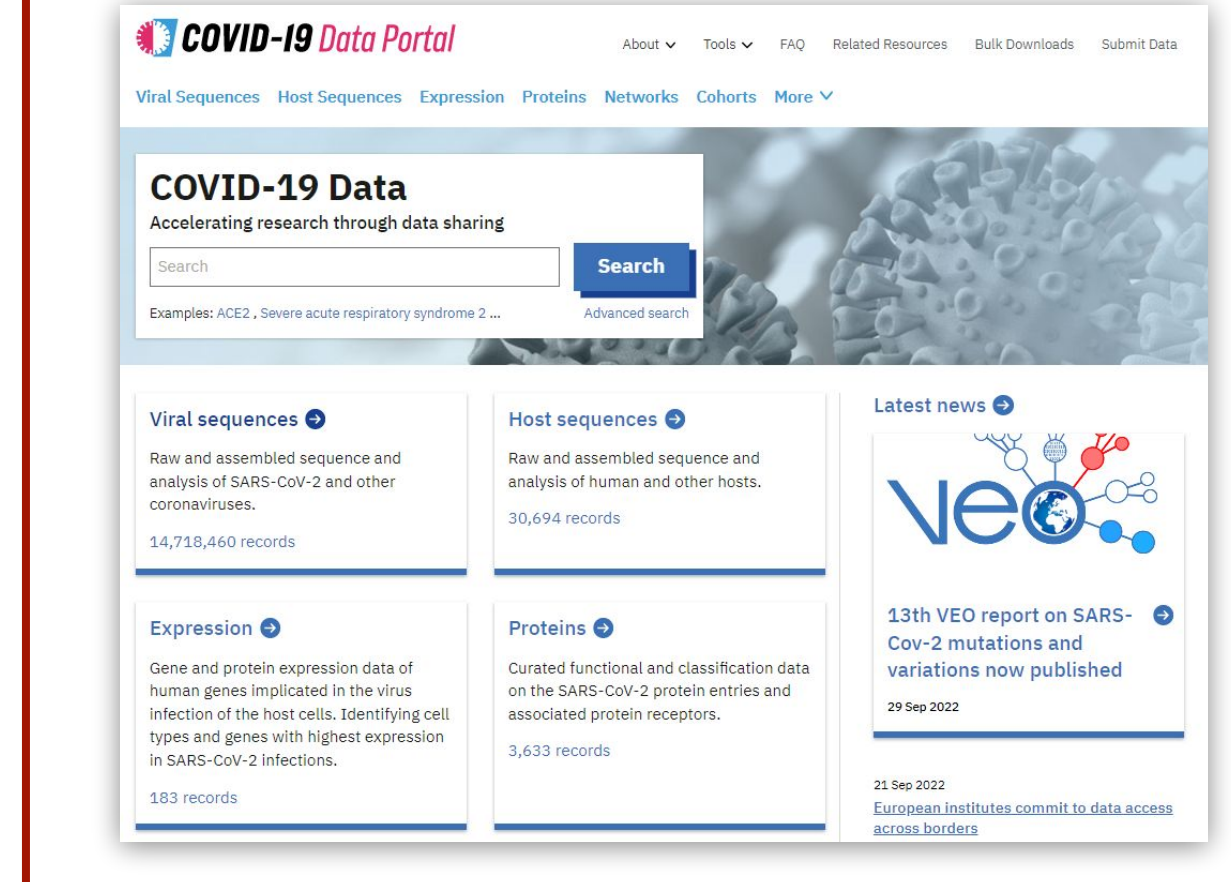 COVID-19 Data Portal
About Tools FAQ Related Resources Bulk Downloads Submit Data
Viral Sequences Host Sequences Expression Proteins Networks Cohorts More
COVID-19 Data
Accelerating research through data sharing
Search
Search
Examples: ACE2 , Severe acute respiratory syndrome 2 ...
Advanced search
Viral sequences
Raw and assembled sequence and
analysis of SARS-CoV-2 and other
coronaviruses.
14,718,460 records
Host sequences
Raw and assembled sequence and
analysis of human and other hosts.
30,694 records
Expression
Gene and protein expression data of
human genes implicated in the virus
infection of the host cells. Identifying cell
types and genes with highest expression
in SARS-CoV-2 infections.
183 records
Proteins
Curated functional and classification data
on the SARS-CoV-2 protein entries and
associated protein receptors.
3,633 records
Latest news
veo
13th VEO report on SARS-
Cov-2 mutations and
variations now published
29 Sep 2022
21 Sep 2022
European institutes commit to data access
across borders